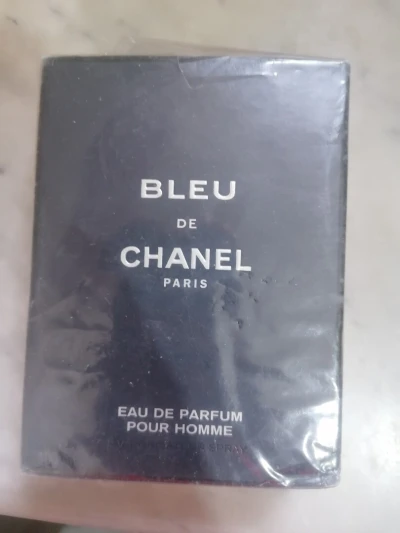 BLEU
DE
CHANEL
PARIS
EAU DE PARFUM
POUR HOMME